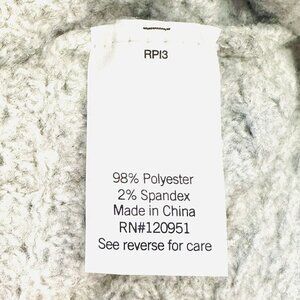 RPI3
98% Polyester
2% Spandex
Made in China
RN#120951
See reverse for care